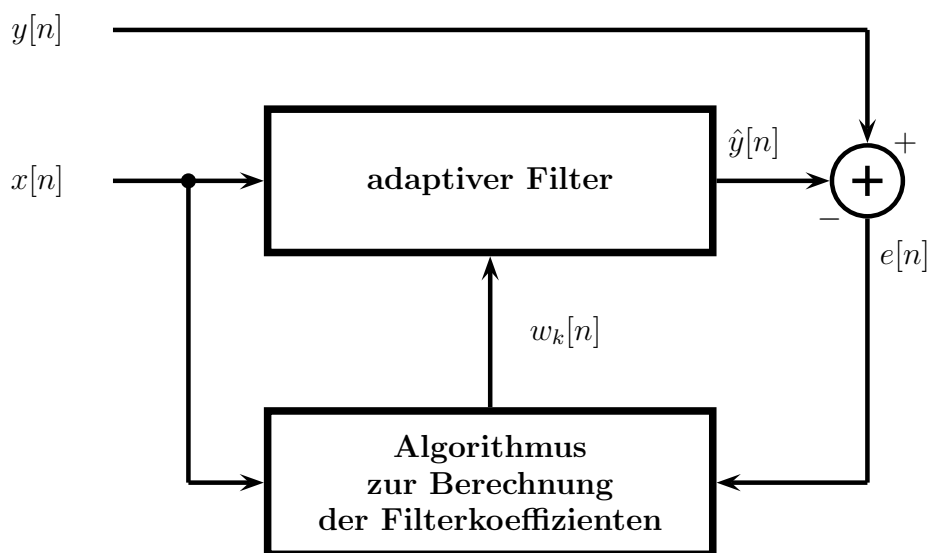 y[n]
+
x[n]
adaptiver Filter
ŷ[n]
+
−
e[n]
w_k[n]
Algorithmus
zur Berechnung
der Filterkoeffizienten